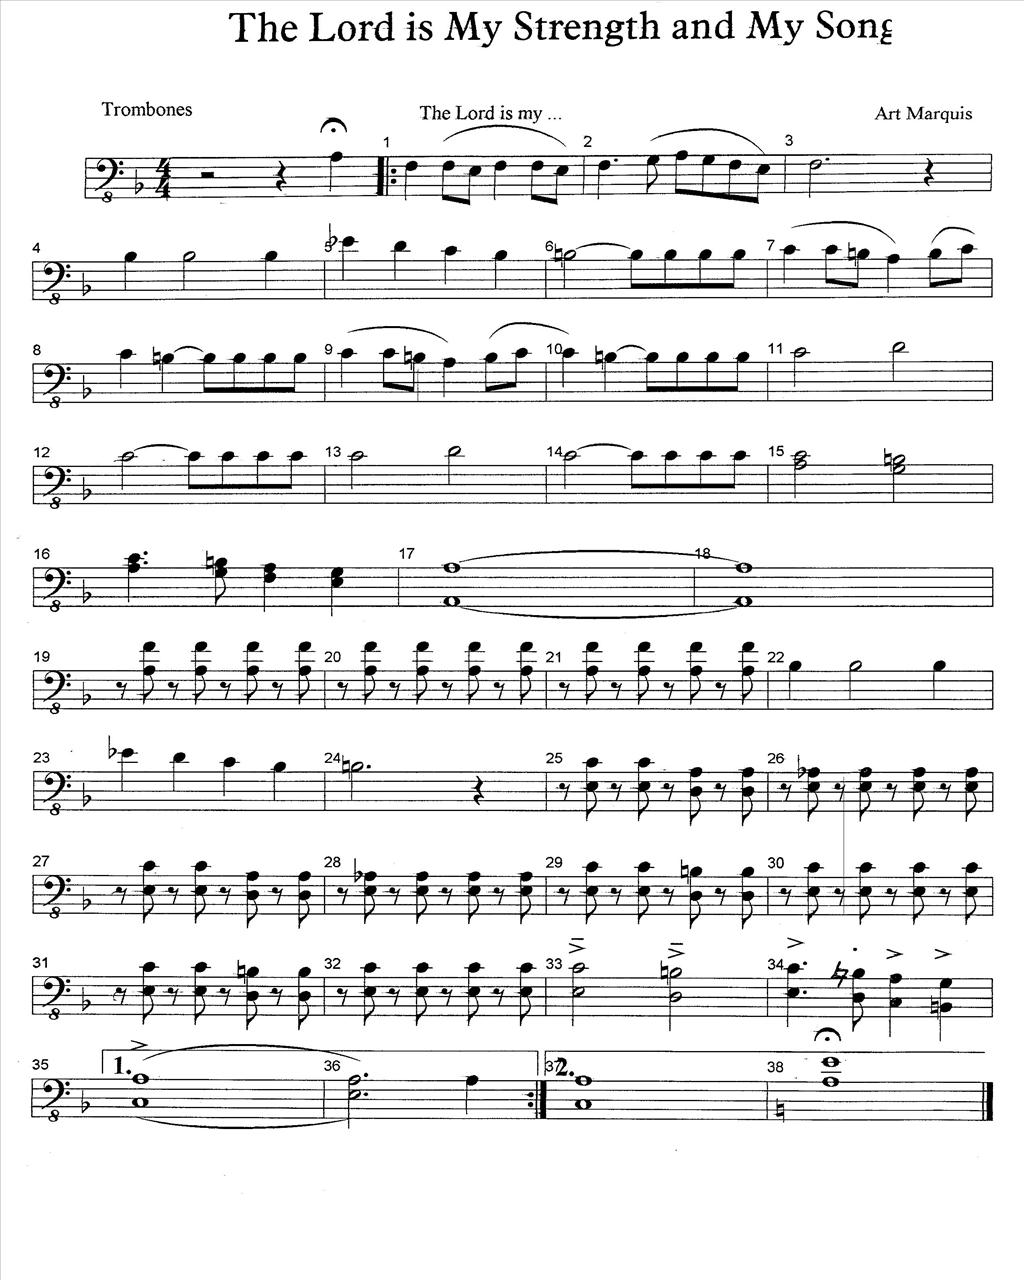 The Lord is My Strength and My Song
Trombones
The Lord is my ...
Art Marquis
1 2 3
4 5 6 7
8 9 10 11
12 13 14 15
16 17 18
19 20 21 22
23 24 25 26
27 28 29 30
31 32 33 34
35 1. 36 37 2. 38